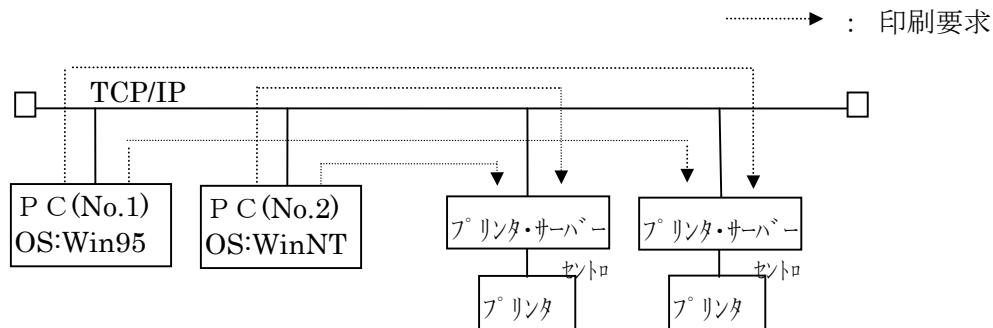 : 印刷要求
TCP/IP
ＰＣ(No.1)
OS:Win95
ＰＣ(No.2)
OS:WinNT
ﾌﾟﾘﾝﾀ・ｻｰﾊﾞｰ
ﾌﾟﾘﾝﾀ・ｻｰﾊﾞｰ
ｾﾝﾄﾛ
ｾﾝﾄﾛ
ﾌﾟﾘﾝﾀ
ﾌﾟﾘﾝﾀ